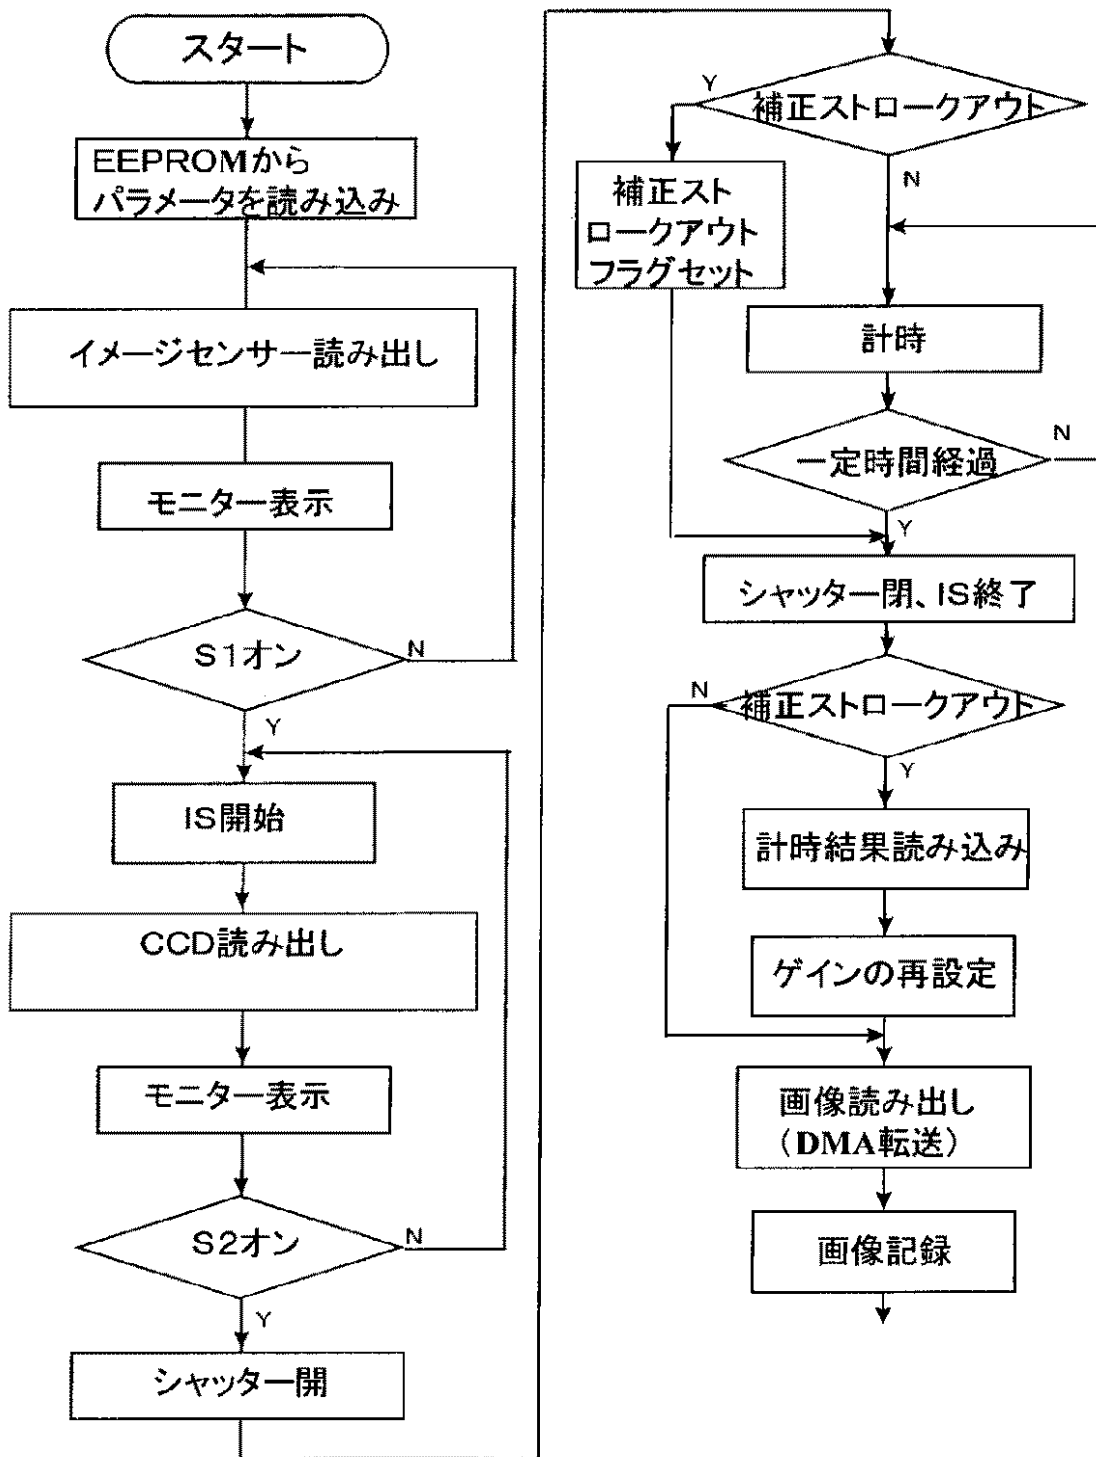 スタート
EEPROMから
パラメータを読み込み
イメージセンサー読み出し
モニター表示
S1オン
N
Y
IS開始
CCD読み出し
モニター表示
S2オン
N
Y
シャッター開
補正ストロークアウト
Y
N
補正スト
ロークアウト
フラグセット
計時
一定時間経過
N
Y
シャッター閉、IS終了
補正ストロークアウト
N
Y
計時結果読み込み
ゲインの再設定
画像読み出し
(DMA転送)
画像記録